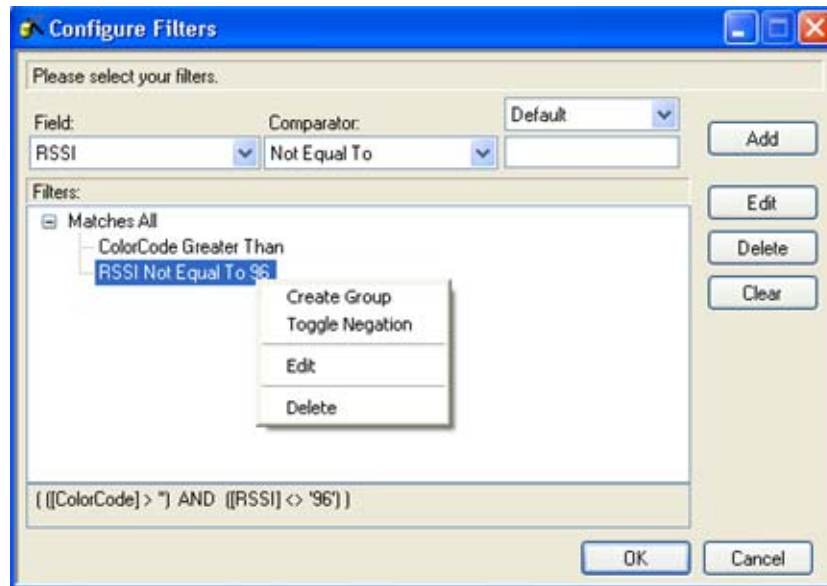 Configure Filters
Please select your filters.
Field:
Comparator:
Default
RSSI
Not Equal To
Add
Filters:
Matches All
ColorCode Greater Than
RSSI Not Equal To 96
Create Group
Toggle Negation
Edit
Delete
Edit
Delete
Clear
( ([ColorCode] > '') AND ([RSSI] <> '96') )
OK
Cancel